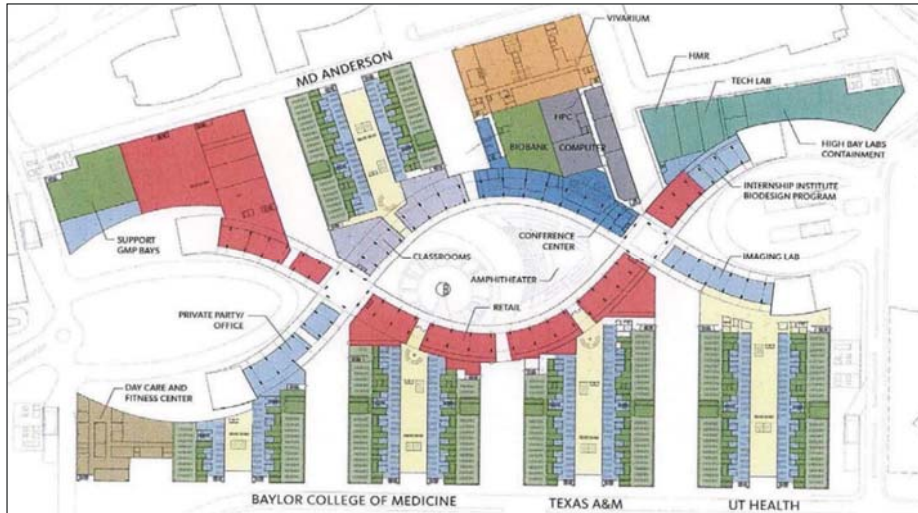 VIVARIUM
MD ANDERSON
HMR
TECH LAB
HPC
BIOBANK
COMPUTER
HIGH BAY LABS
CONTAINMENT
INTERNSHIP INSTITUTE
BIODESIGN PROGRAM
SUPPORT
GMP BAYS
CLASSROOMS
CONFERENCE
CENTER
IMAGING LAB
AMPHITHEATER
RETAIL
PRIVATE PARTY/
OFFICE
DAY CARE AND
FITNESS CENTER
BAYLOR COLLEGE OF MEDICINE
TEXAS A&M
UT HEALTH